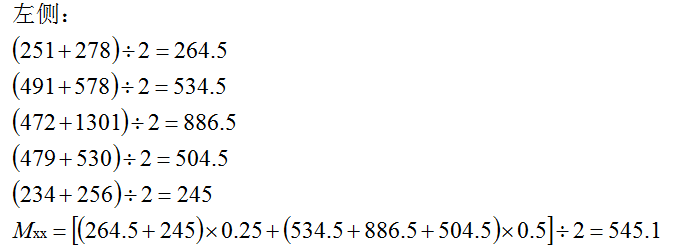 左侧：
(251+278)÷2=264.5
(491+578)÷2=534.5
(472+1301)÷2=886.5
(479+530)÷2=504.5
(234+256)÷2=245
Mxx=[(264.5+245)×0.25+(534.5+886.5+504.5)×0.5]÷2=545.1